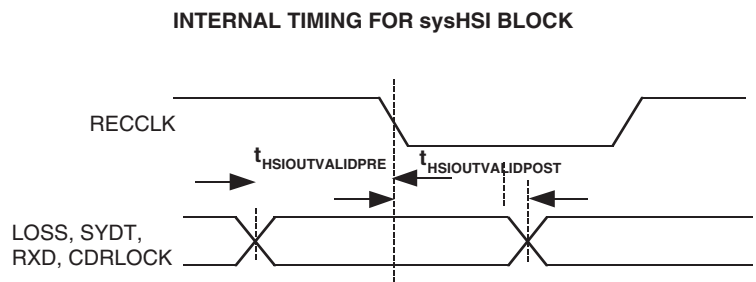 INTERNAL TIMING FOR sysHSI BLOCK
RECCLK
tHSIOUTVALIDPRE
tHSIOUTVALIDPOST
LOSS, SYDT,
RXD, CDRLOCK